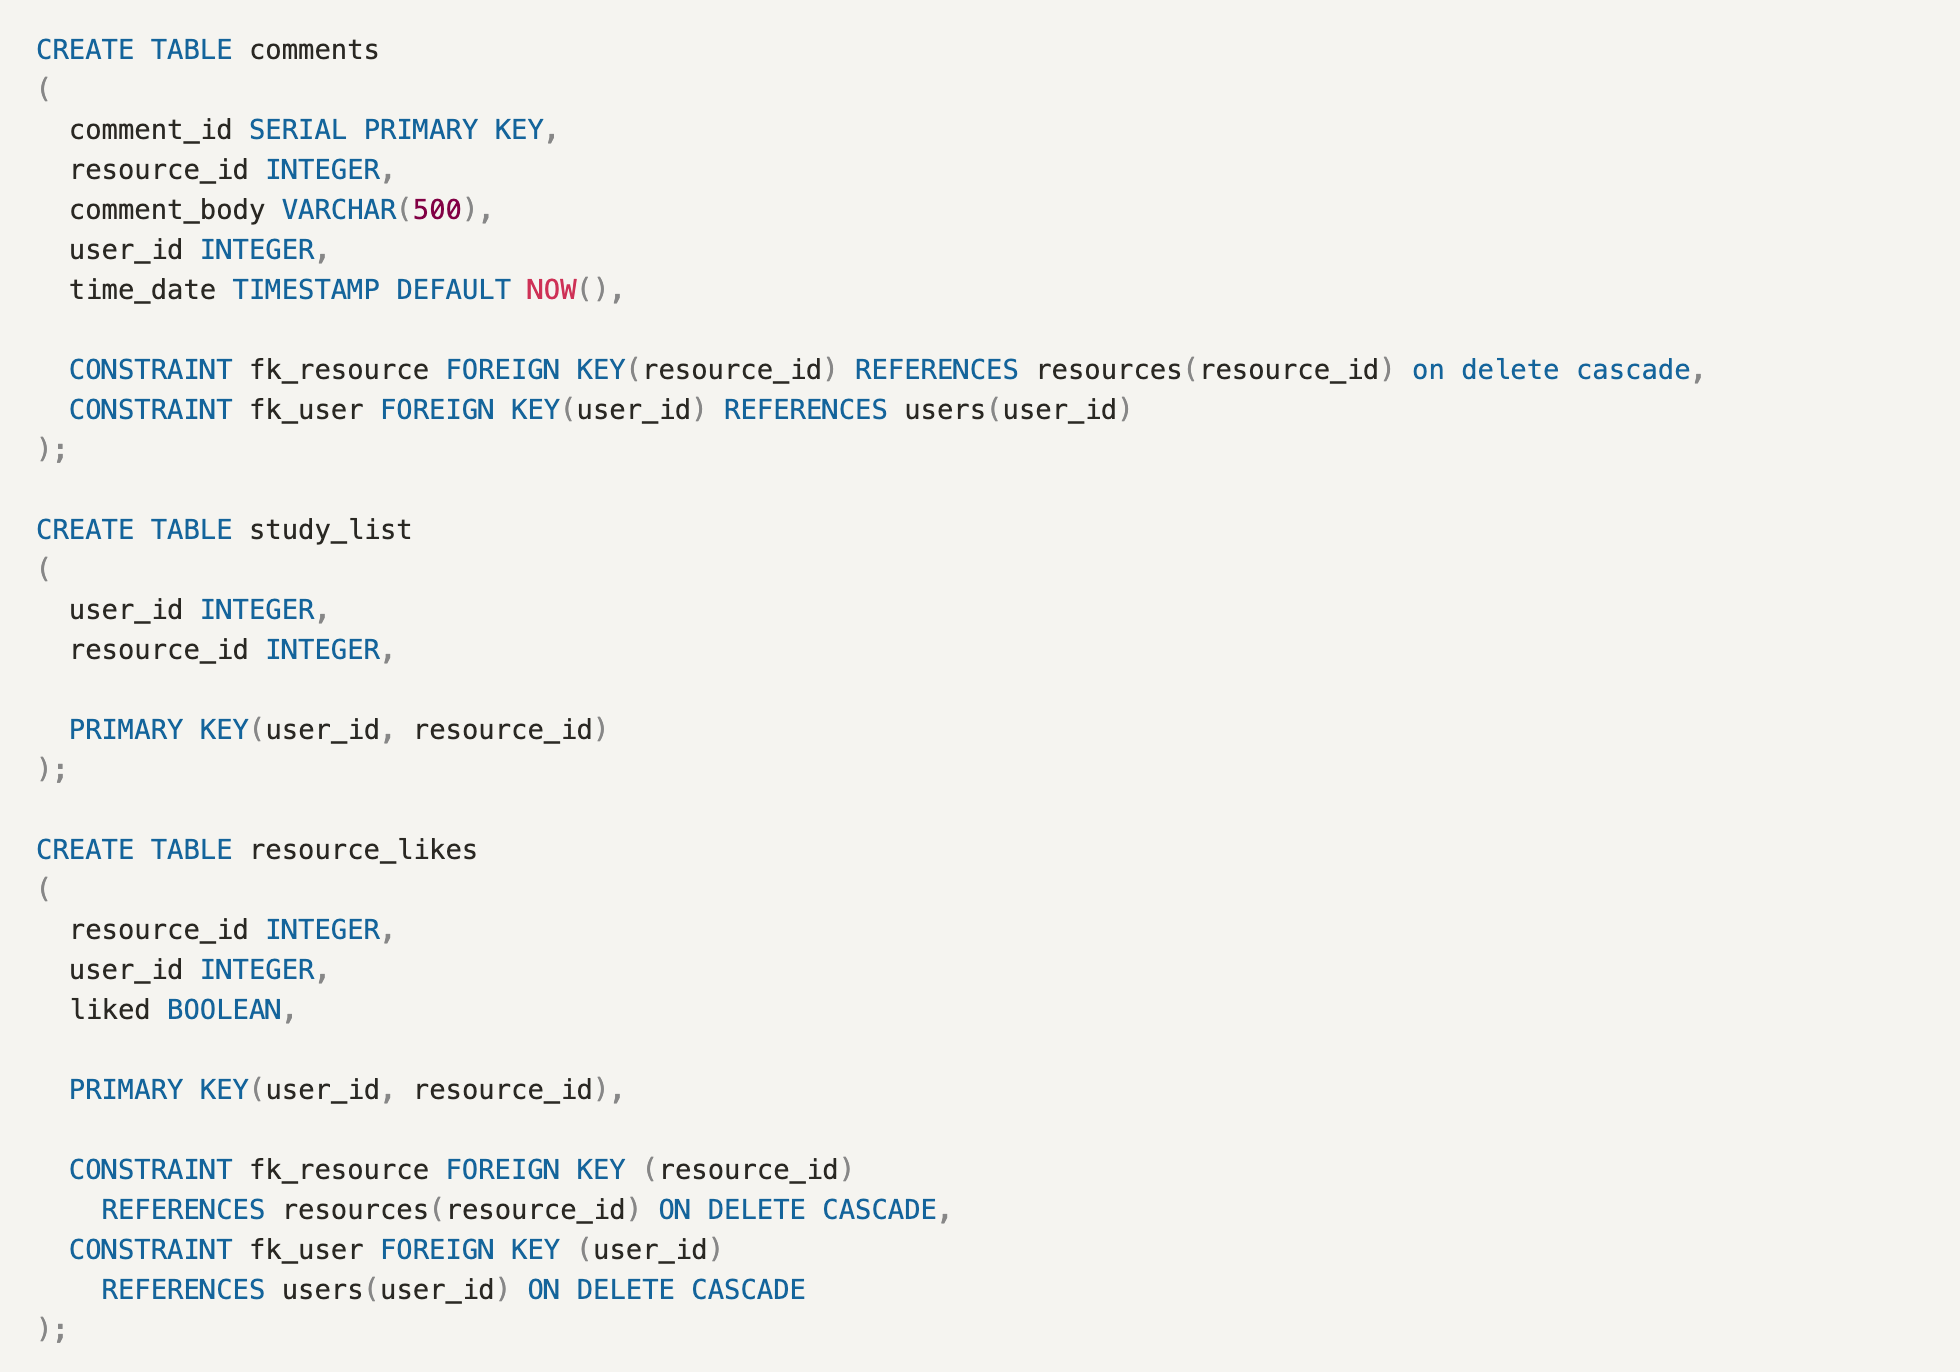 CREATE TABLE comments
(
  comment_id SERIAL PRIMARY KEY,
  resource_id INTEGER,
  comment_body VARCHAR(500),
  user_id INTEGER,
  time_date TIMESTAMP DEFAULT NOW(),

  CONSTRAINT fk_resource FOREIGN KEY(resource_id) REFERENCES resources(resource_id) on delete cascade,
  CONSTRAINT fk_user FOREIGN KEY(user_id) REFERENCES users(user_id)
);

CREATE TABLE study_list
(
  user_id INTEGER,
  resource_id INTEGER,

  PRIMARY KEY(user_id, resource_id)
);

CREATE TABLE resource_likes
(
  resource_id INTEGER,
  user_id INTEGER,
  liked BOOLEAN,

  PRIMARY KEY(user_id, resource_id),

  CONSTRAINT fk_resource FOREIGN KEY (resource_id)
    REFERENCES resources(resource_id) ON DELETE CASCADE,
  CONSTRAINT fk_user FOREIGN KEY (user_id)
    REFERENCES users(user_id) ON DELETE CASCADE
);